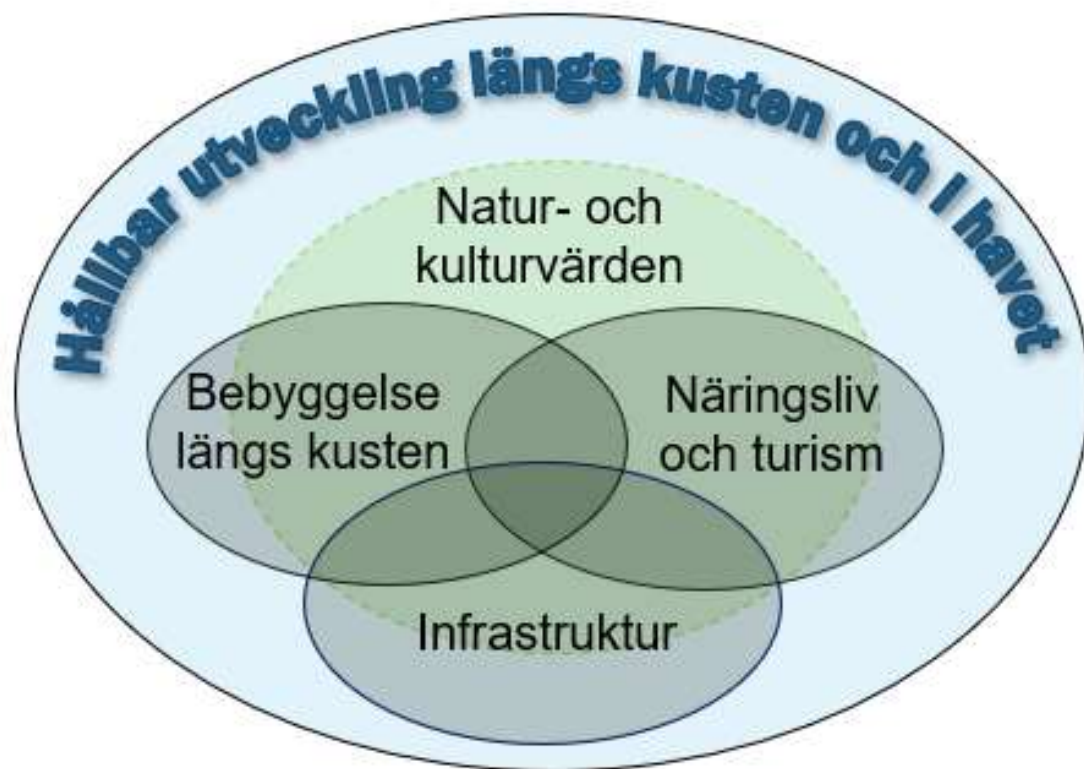 Hållbar utveckling längs kusten och i havet
Natur- och
kulturvärden
Bebyggelse
längs kusten
Näringsliv
och turism
Infrastruktur